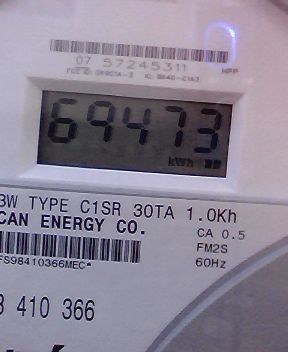 07 57245311
69473
kWh
3W TYPE C1SR 30TA 1.0Kh
CAN ENERGY CO.
CA 0.5
FM2S
60Hz
FS98410366MEC*
3 410 366